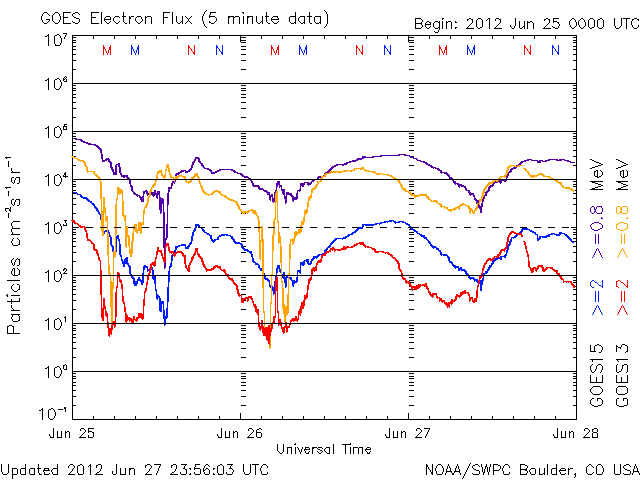 GOES Electron Flux (5 minute data)
Begin: 2012 Jun 25 0000 UTC
M M N N M M N N M M N N
10⁷
10⁶
10⁵
10⁴
10³
10²
10¹
10⁰
10⁻¹
Particles cm⁻²s⁻¹sr⁻¹
Jun 25 Jun 26 Jun 27 Jun 28
Universal Time
GOES15 >=2 >=0.8 MeV
GOES13 >=2 >=0.8 MeV
Updated 2012 Jun 27 23:56:03 UTC
NOAA/SWPC Boulder, CO USA